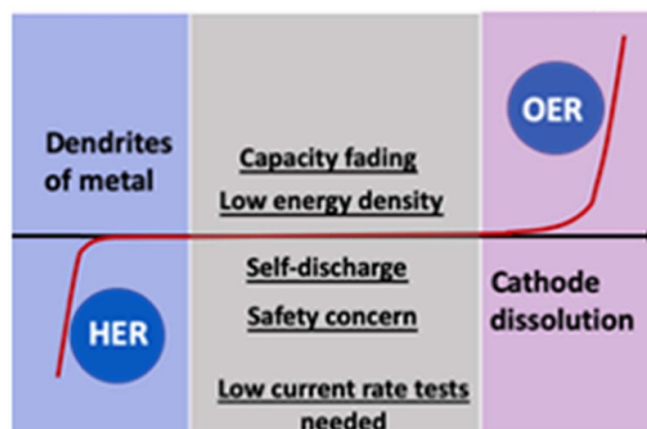 Dendrites
of metal
HER
Capacity fading
Low energy density
Self-discharge
Safety concern
Low current rate tests
needed
OER
Cathode
dissolution